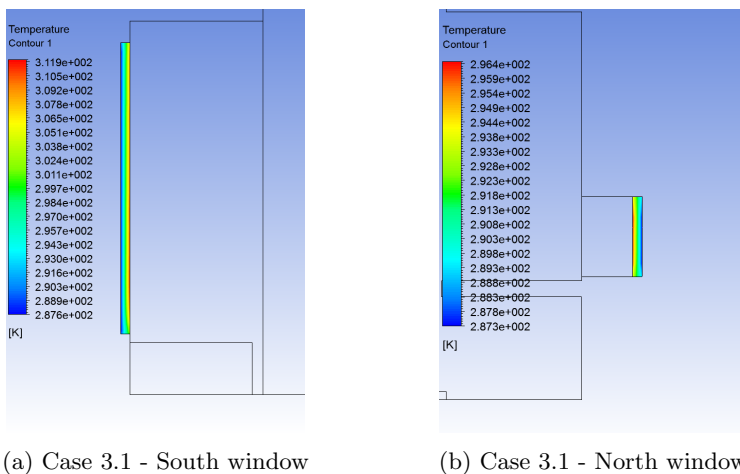 Temperature
Contour 1
3.119e+002
3.105e+002
3.092e+002
3.078e+002
3.065e+002
3.051e+002
3.038e+002
3.024e+002
3.011e+002
2.997e+002
2.984e+002
2.970e+002
2.957e+002
2.943e+002
2.930e+002
2.916e+002
2.903e+002
2.889e+002
2.876e+002
[K]
(a) Case 3.1 - South window
Temperature
Contour 1
2.964e+002
2.959e+002
2.954e+002
2.949e+002
2.944e+002
2.938e+002
2.933e+002
2.928e+002
2.923e+002
2.918e+002
2.913e+002
2.908e+002
2.903e+002
2.898e+002
2.893e+002
2.888e+002
2.883e+002
2.878e+002
2.873e+002
[K]
(b) Case 3.1 - North window